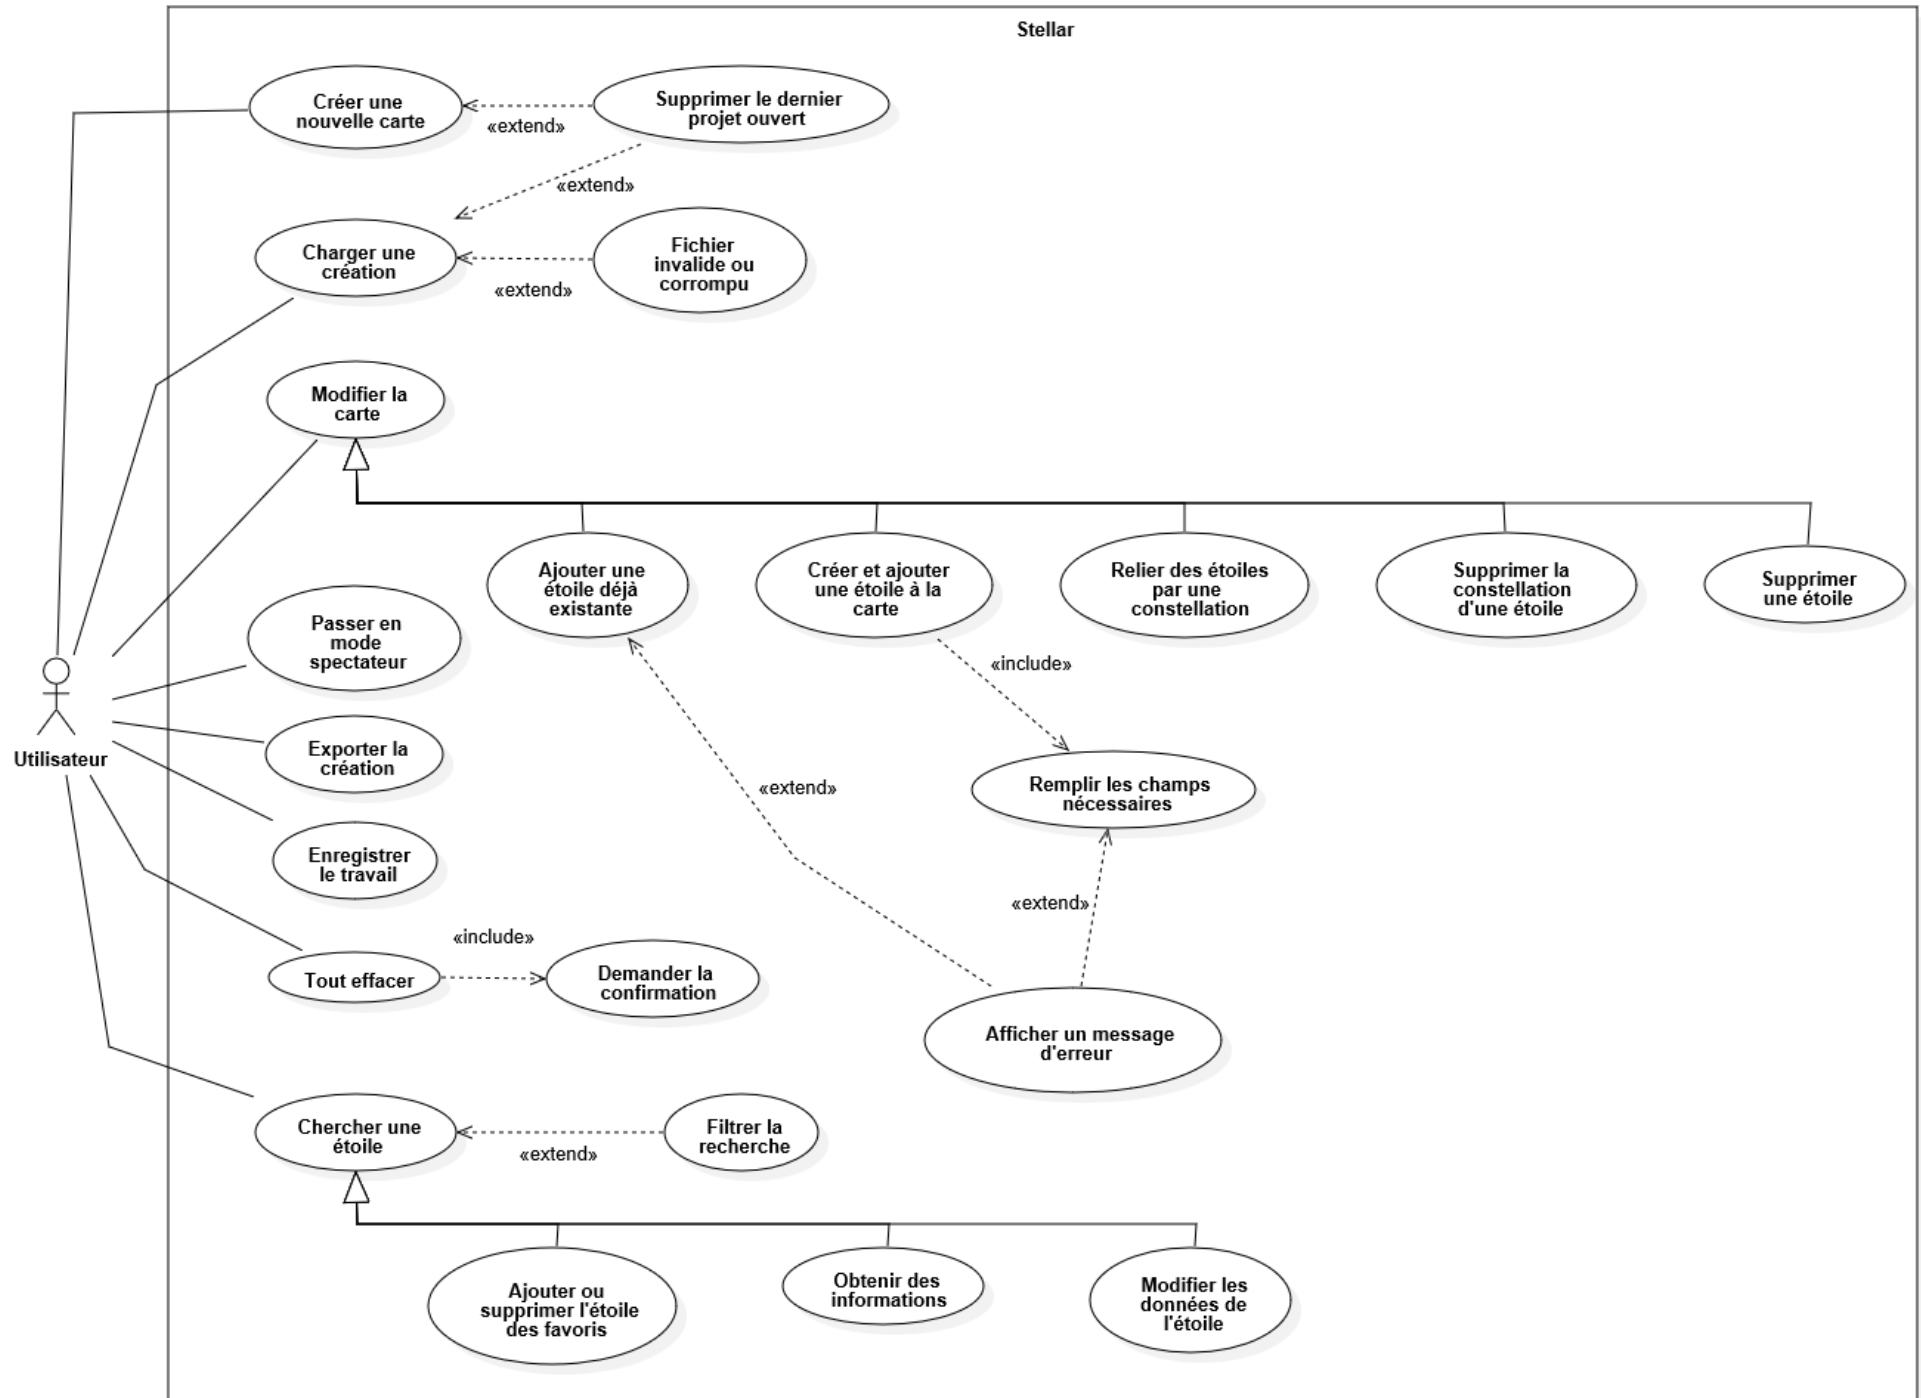 Stellar
Créer une
nouvelle carte
«extend»
Supprimer le dernier
projet ouvert
«extend»
Charger une
création
«extend»
Fichier
invalide ou
corrompu
Modifier la
carte
Ajouter une
étoile déjà
existante
Créer et ajouter
une étoile à la
carte
Relier des étoiles
par une
constellation
Supprimer la
constellation
d'une étoile
Supprimer
une étoile
Passer en
mode
spectateur
«include»
Utilisateur
Exporter la
création
«extend»
Remplir les champs
nécessaires
Enregistrer
le travail
«extend»
Tout effacer
«include»
Demander la
confirmation
Afficher un message
d'erreur
Chercher une
étoile
«extend»
Filtrer la
recherche
Ajouter ou
supprimer l'étoile
des favoris
Obtenir des
informations
Modifier les
données de
l'étoile